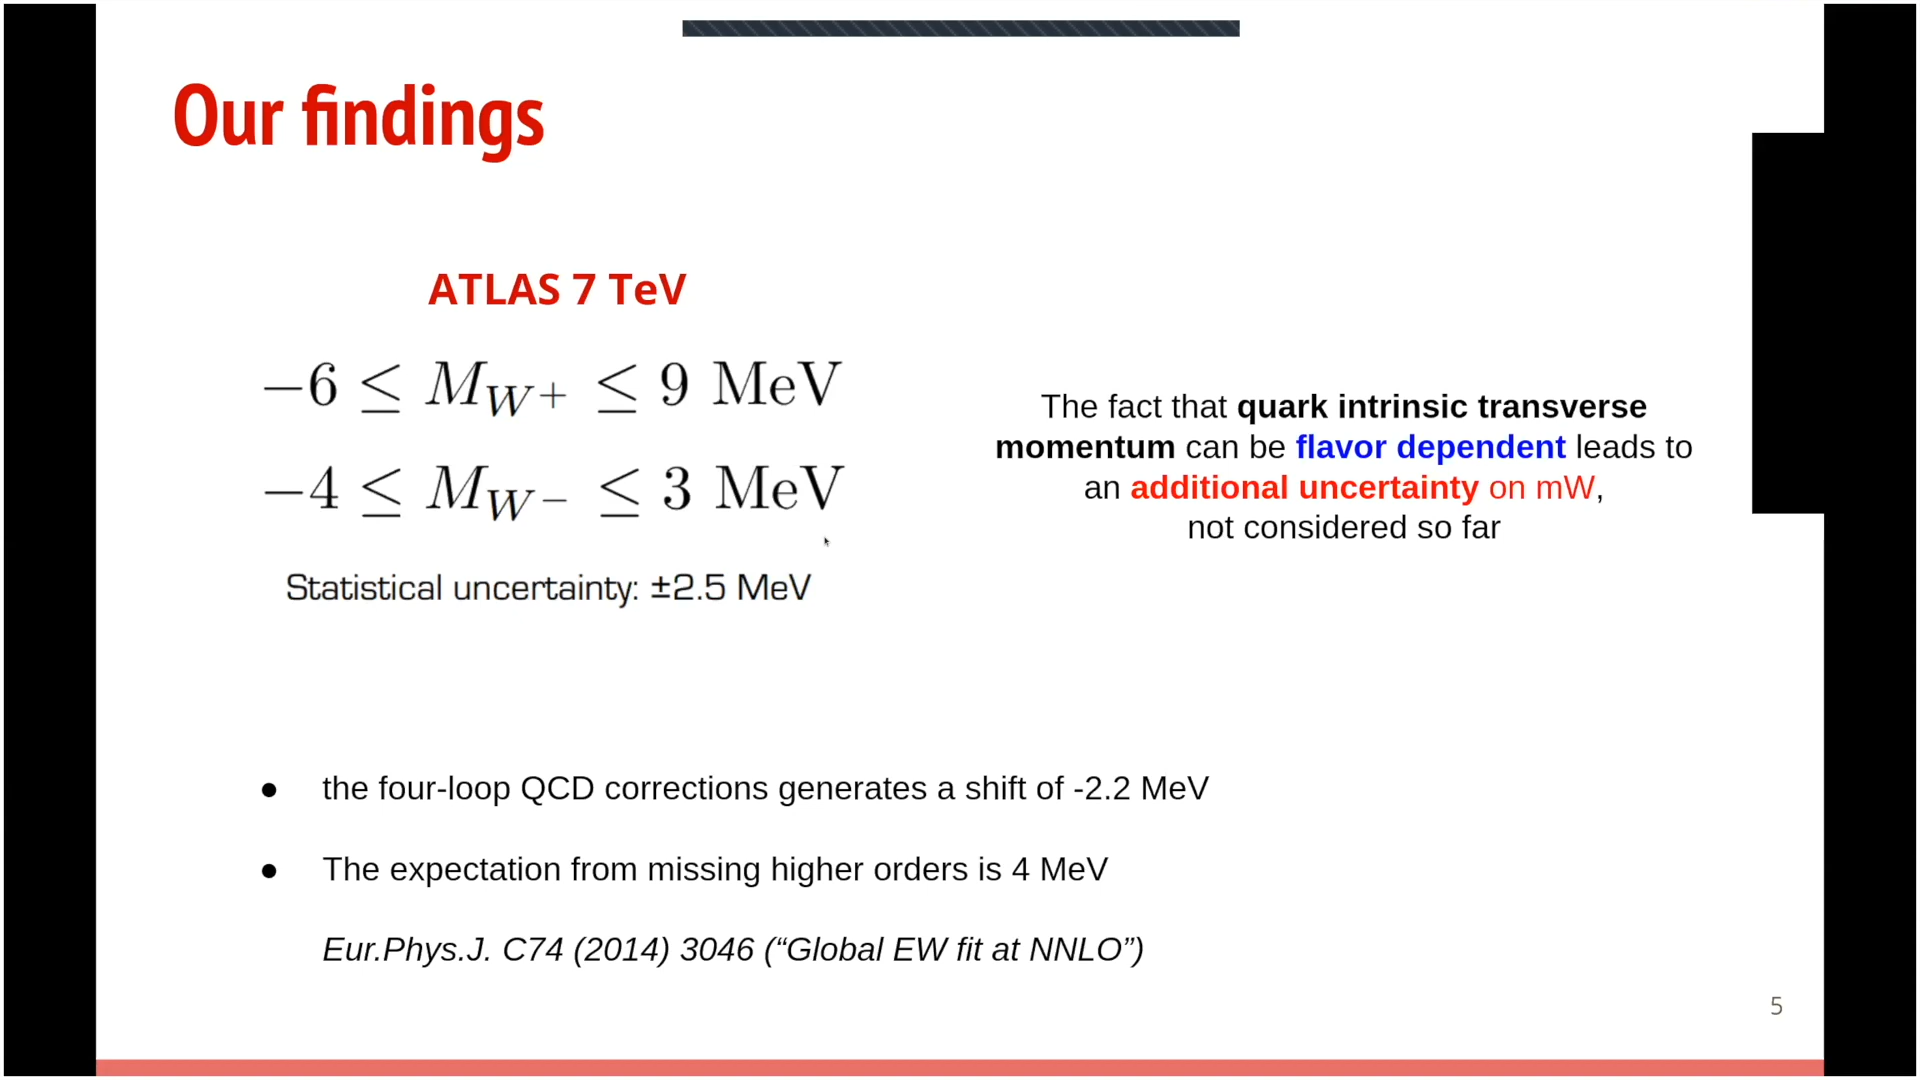 Our findings
ATLAS 7 TeV
−6 ≤ M_{W^+} ≤ 9 MeV
−4 ≤ M_{W^−} ≤ 3 MeV
Statistical uncertainty: ±2.5 MeV
The fact that quark intrinsic transverse
momentum can be flavor dependent leads to
an additional uncertainty on mW,
not considered so far
● the four-loop QCD corrections generates a shift of -2.2 MeV
● The expectation from missing higher orders is 4 MeV
Eur.Phys.J. C74 (2014) 3046 (“Global EW fit at NNLO”)
5